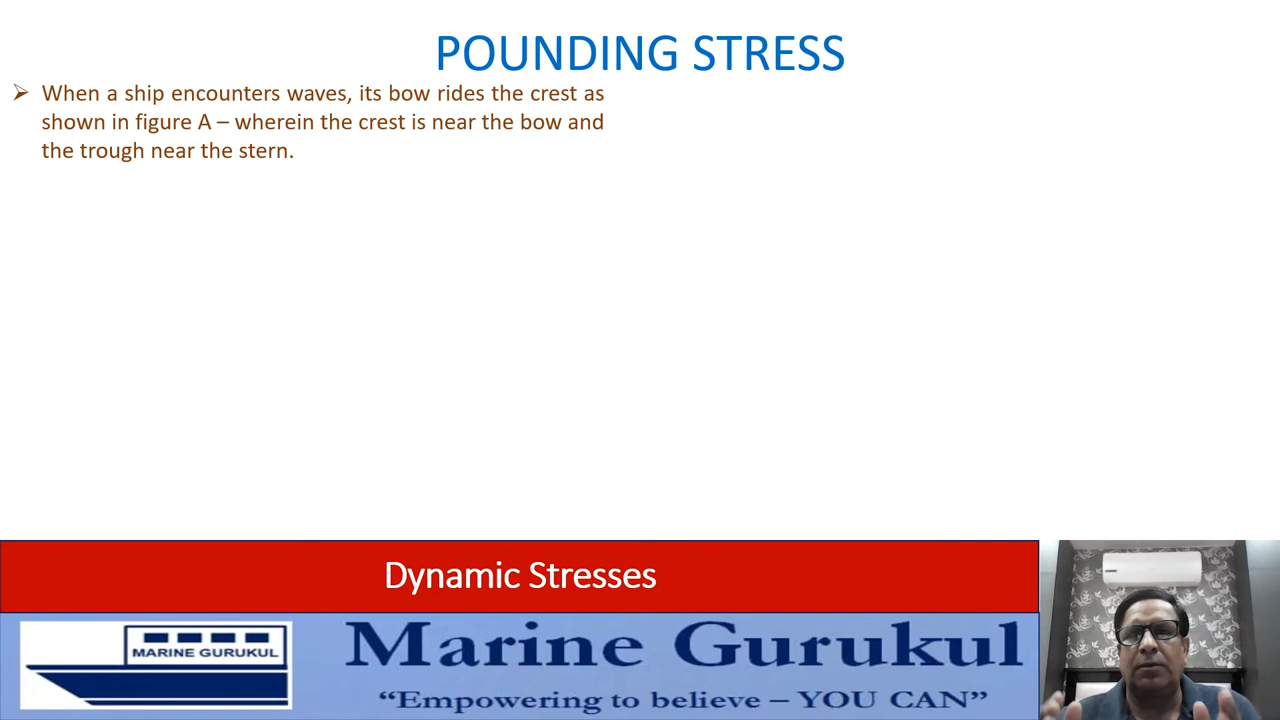 POUNDING STRESS
➢ When a ship encounters waves, its bow rides the crest as
shown in figure A – wherein the crest is near the bow and
the trough near the stern.
Dynamic Stresses
MARINE GURUKUL
Marine Gurukul
“Empowering to believe – YOU CAN”